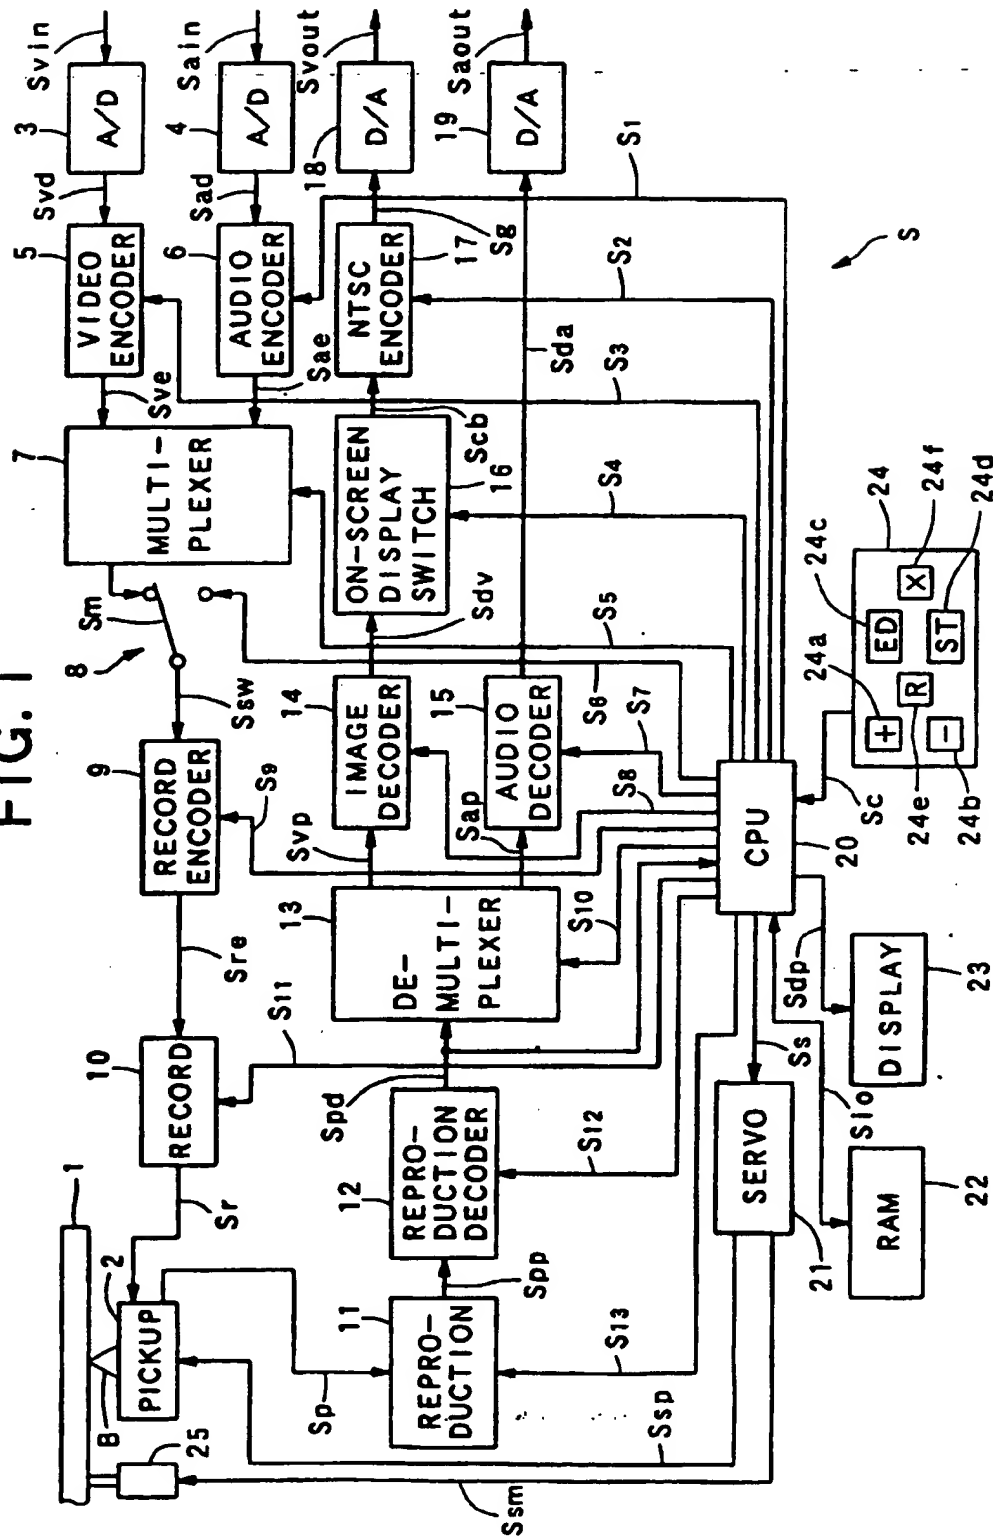 FIG. 1
Svin
Sain
Svout
Saout
3
A/D
4
A/D
18
D/A
19
D/A
Svd
Sad
S1
5
VIDEO
ENCODER
6
AUDIO
ENCODER
NTSC
ENCODER
17
Sg
S2
S
Sve
Sae
Scb
Sda
S3
7
MULTI-
PLEXER
ON-SCREEN
DISPLAY
SWITCH
16
S4
Sm
8
Sdv
S5
Ssw
14
IMAGE
DECODER
15
AUDIO
DECODER
S6
S7
9
RECORD
ENCODER
S9
Svp
Sap
S8
CPU
20
Sc
24
24a
24c
24f
24d
24e
24b
+
-
ED
R
X
ST
Sre
13
DE-
MULTI-
PLEXER
S10
S11
10
RECORD
Spd
Sdp
DISPLAY
23
Ss
Sio
1
Sr
12
REPRO-
DUCTION
DECODER
S12
SERVO
21
RAM
22
2
PICKUP
B
Spp
11
REPRO-
DUCTION
S13
Sp
25
Ssp
Ssm